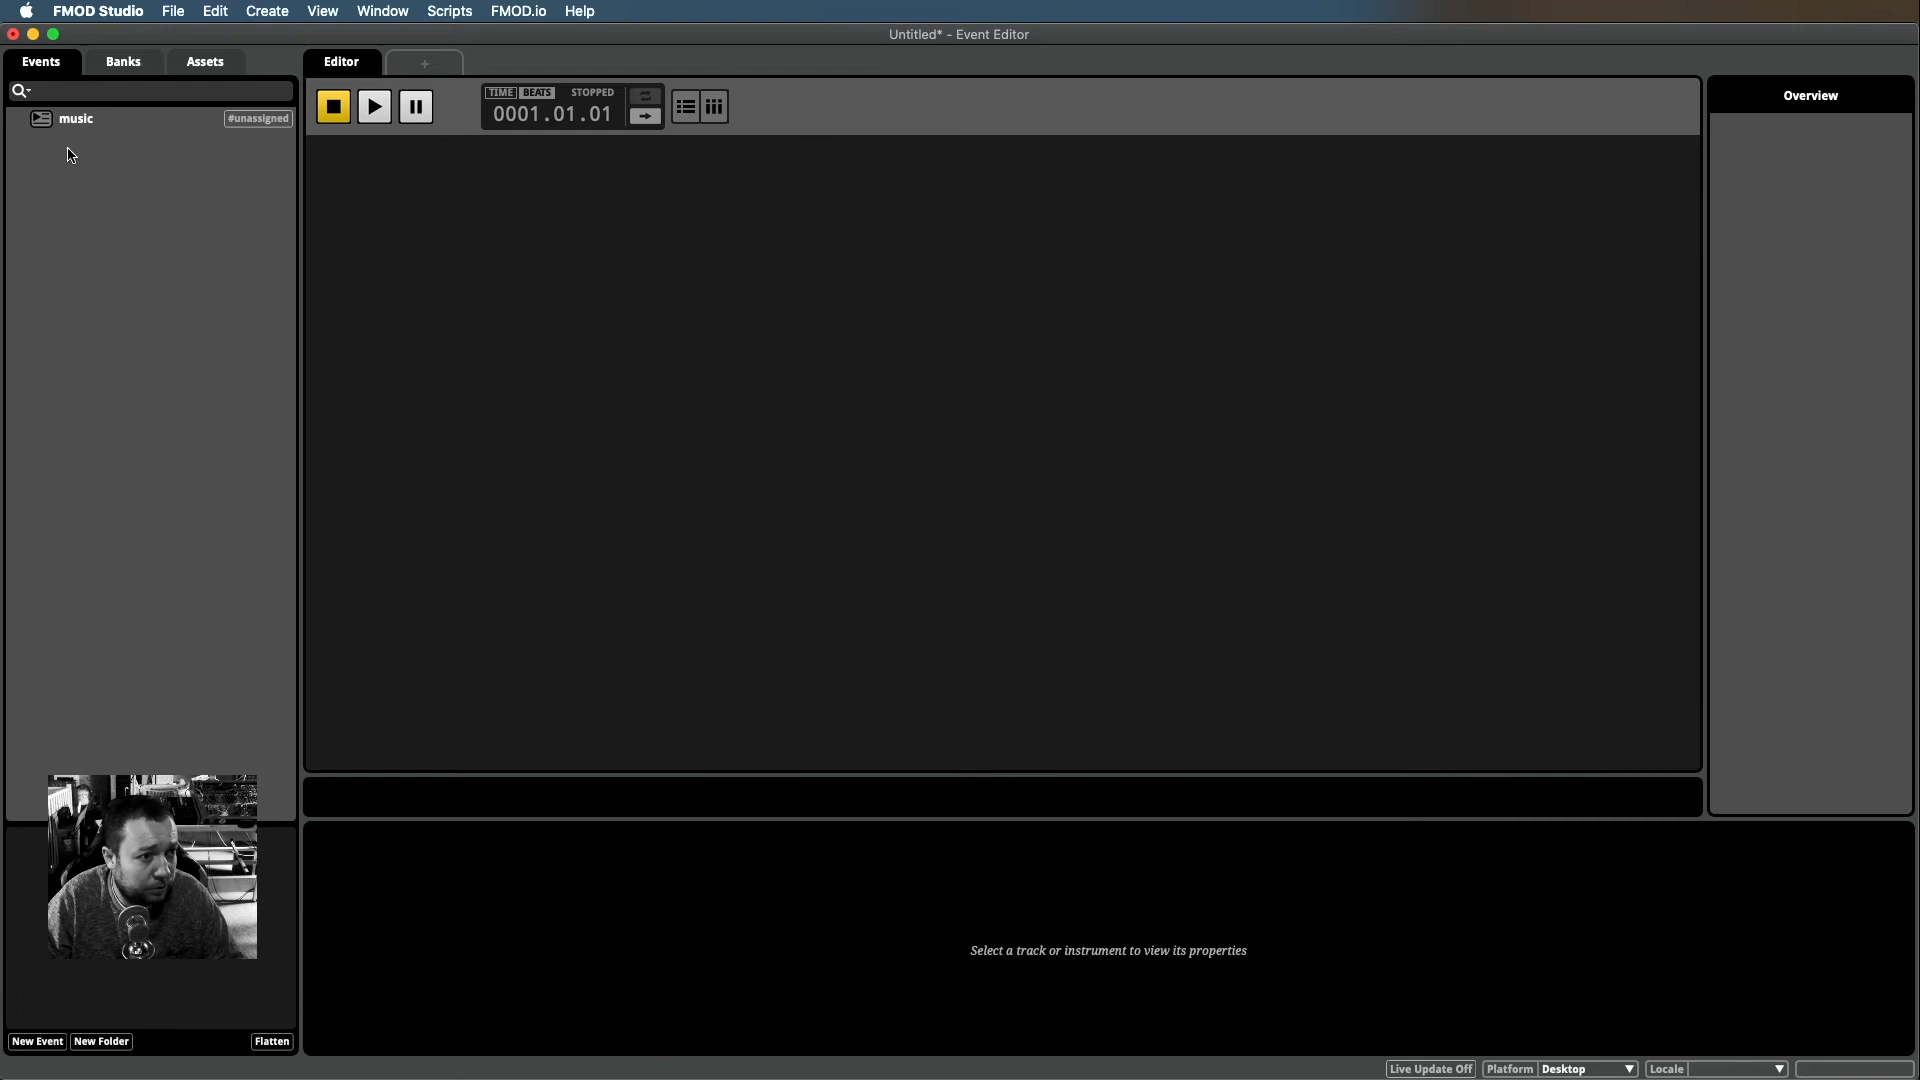 FMOD Studio File Edit Create View Window Scripts FMOD.io Help
Untitled* - Event Editor
Events Banks Assets Editor +
Overview
TIME BEATS STOPPED
0001.01.01
music #unassigned
Select a track or instrument to view its properties
New Event New Folder Flatten
Live Update Off Platform Desktop Locale